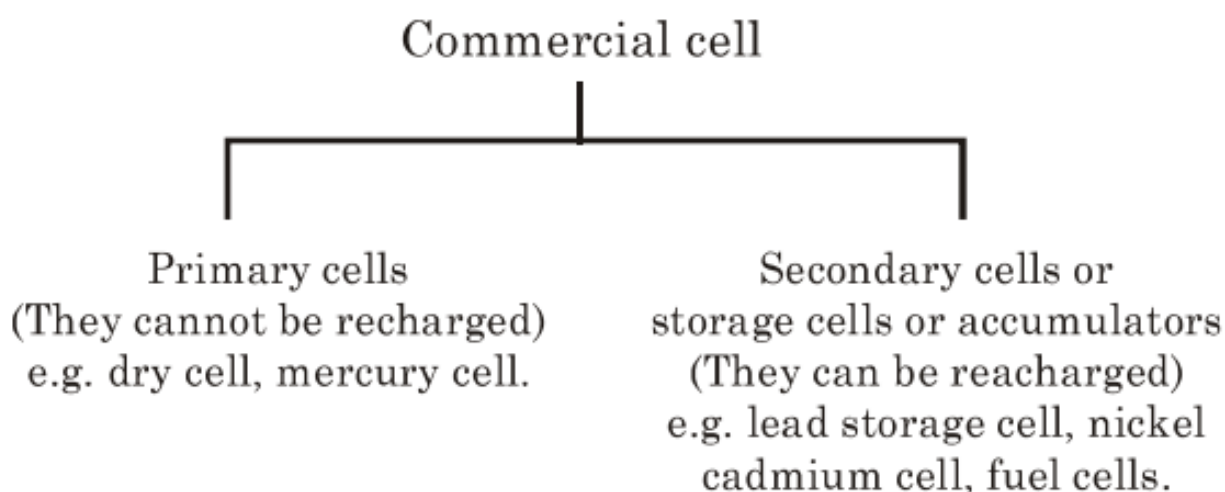 Commercial cell
Primary cells
(They cannot be recharged)
e.g. dry cell, mercury cell.
Secondary cells or
storage cells or accumulators
(They can be reacharged)
e.g. lead storage cell, nickel
cadmium cell, fuel cells.